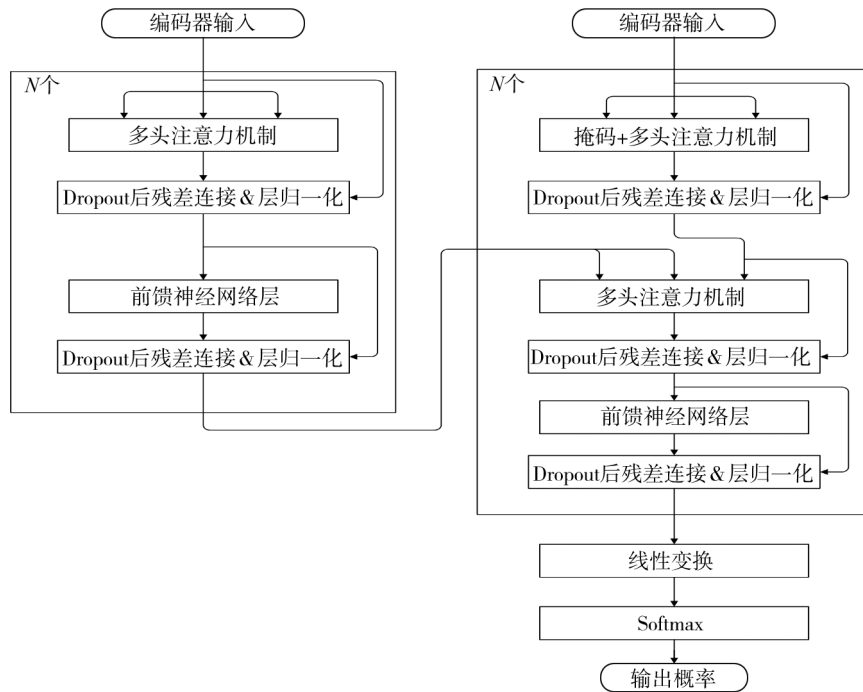 编码器输入
N个
多头注意力机制
Dropout后残差连接&层归一化
前馈神经网络层
Dropout后残差连接&层归一化
编码器输入
N个
掩码+多头注意力机制
Dropout后残差连接&层归一化
多头注意力机制
Dropout后残差连接&层归一化
前馈神经网络层
Dropout后残差连接&层归一化
线性变换
Softmax
输出概率